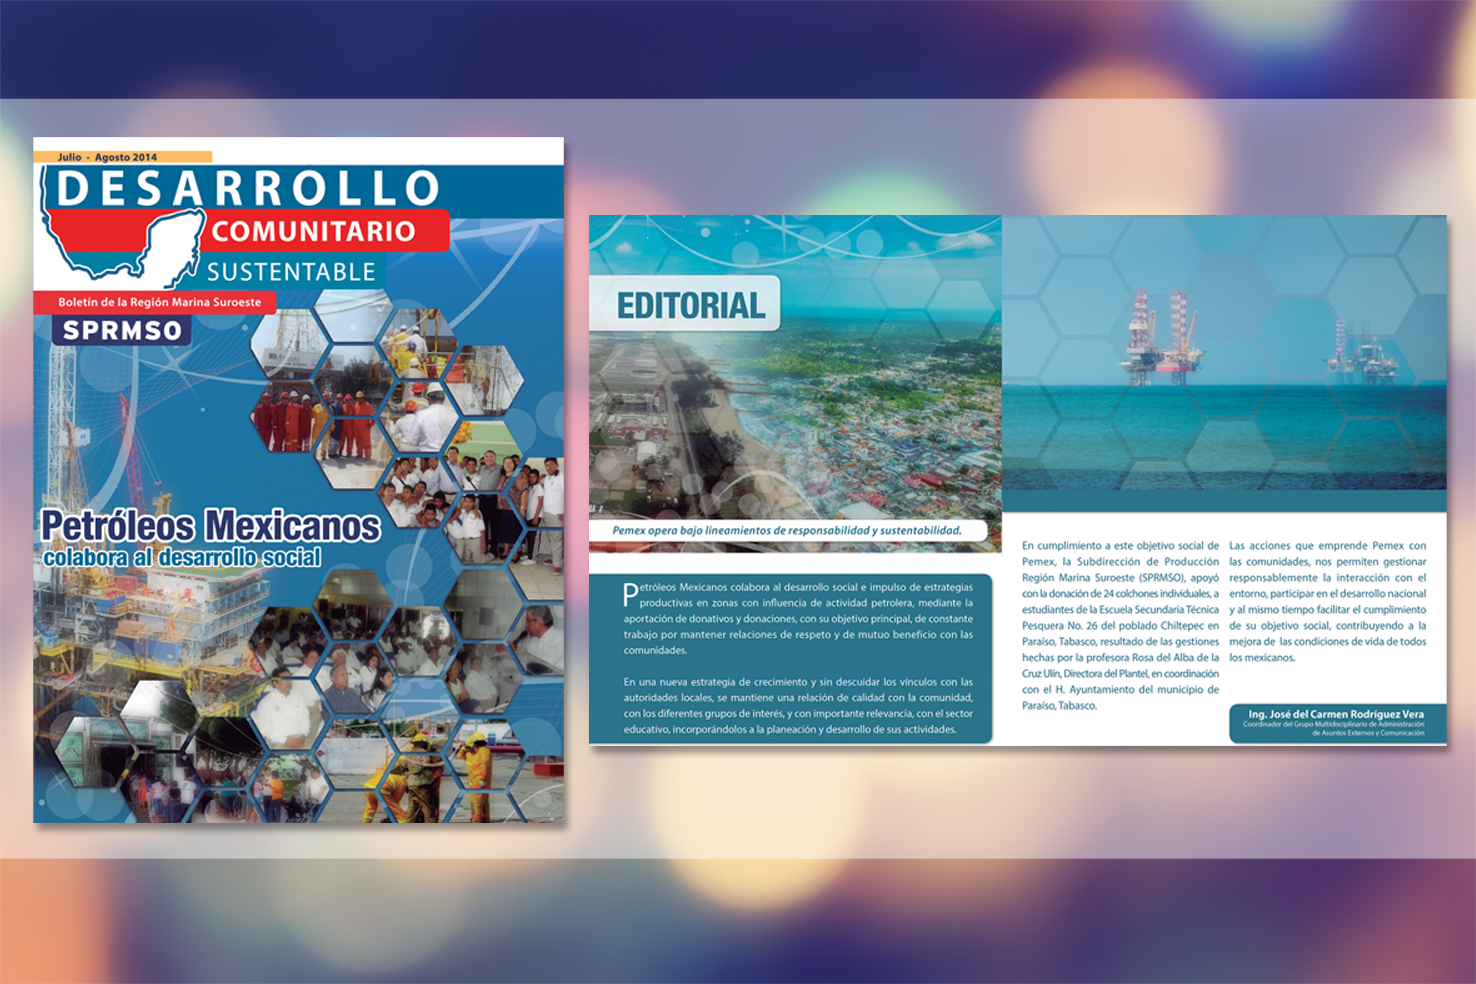 Julio - Agosto 2014
DESARROLLO
COMUNITARIO
SUSTENTABLE
Boletín de la Región Marina Suroeste
SPRMSO
Petróleos Mexicanos
colabora al desarrollo social
EDITORIAL
Pemex opera bajo lineamientos de responsabilidad y sustentabilidad.
Petróleos Mexicanos colabora al desarrollo social e impulso de estrategias
productivas en zonas con influencia de actividad petrolera, mediante la
aportación de donativos y donaciones, con su objetivo principal, de constante
trabajo por mantener relaciones de respeto y de mutuo beneficio con las
comunidades.
En una nueva estrategia de crecimiento y sin descuidar los vínculos con las
autoridades locales, se mantiene una relación de calidad con la comunidad,
con los diferentes grupos de interés, y con importante relevancia, con el sector
educativo, incorporándolos a la planeación y desarrollo de sus actividades.
En cumplimiento a este objetivo social de
Pemex, la Subdirección de Producción
Región Marina Suroeste (SPRMSO), apoyó
con la donación de 24 colchones individuales, a
estudiantes de la Escuela Secundaria Técnica
Pesquera No. 26 del poblado Chiltepec en
Paraíso, Tabasco, resultado de las gestiones
hechas por la profesora Rosa del Alba de la
Cruz Ulín, Directora del Plantel, en coordinación
con el H. Ayuntamiento del municipio de
Paraíso, Tabasco.
Las acciones que emprende Pemex con
las comunidades, nos permiten gestionar
responsablemente la interacción con el
entorno, participar en el desarrollo nacional
y al mismo tiempo facilitar el cumplimiento
de su objetivo social, contribuyendo a la
mejora de las condiciones de vida de todos
los mexicanos.
Ing. José del Carmen Rodríguez Vera
Coordinador del Grupo Multidisciplinario de Administración
de Asuntos Externos y Comunicación